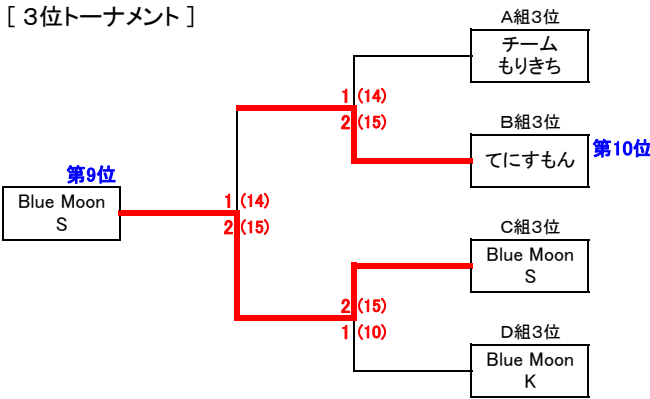 [ 3位トーナメント ]
A組3位
チーム
もりきち
1 (14)
2 (15)
B組3位
てにすもん
第10位
第9位
Blue Moon
S
1 (14)
2 (15)
C組3位
Blue Moon
S
2 (15)
1 (10)
D組3位
Blue Moon
K